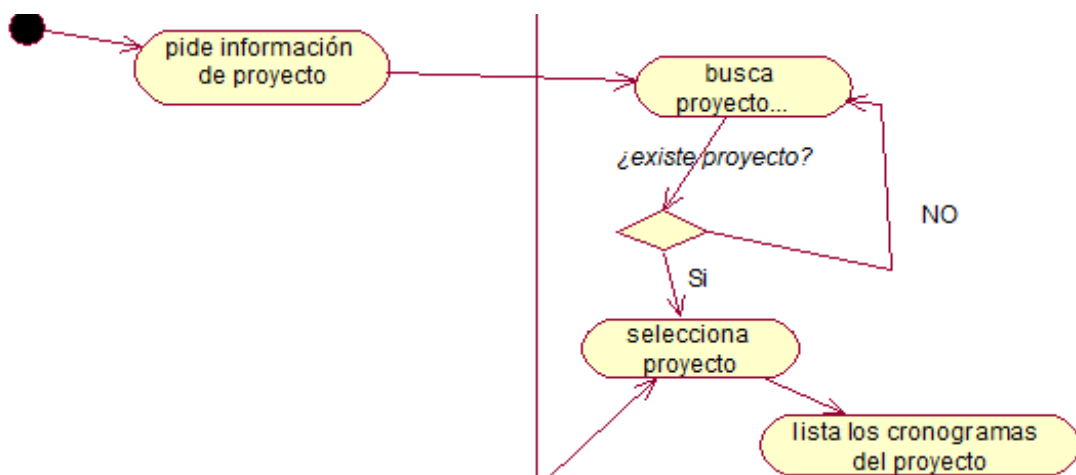 pide información
de proyecto
busca
proyecto...
¿existe proyecto?
NO
Si
selecciona
proyecto
lista los cronogramas
del proyecto